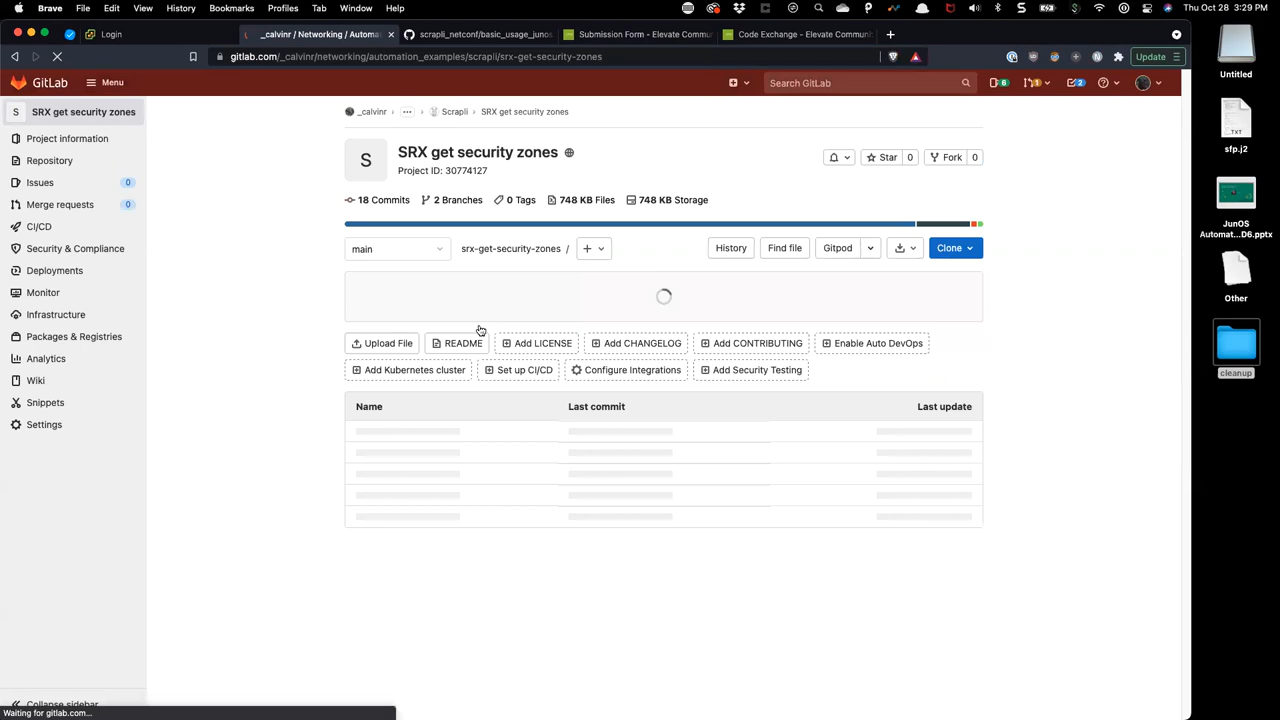 Brave File Edit View History Bookmarks Profiles Tab Window Help Thu Oct 28 3:29 PM
Login _calvinr / Networking / Automa scrapli_netconf/basic_usage_junos Submission Form - Elevate Commun Code Exchange - Elevate Communi
gitlab.com/_calvinr/networking/automation_examples/scrapli/srx-get-security-zones Update
GitLab Menu Search GitLab 6 1 2
S SRX get security zones
Project information
Repository
Issues 0
Merge requests 0
CI/CD
Security & Compliance
Deployments
Monitor
Infrastructure
Packages & Registries
Analytics
Wiki
Snippets
Settings
Collapse sidebar
Waiting for gitlab.com...
_calvinr ... Scrapli SRX get security zones
S
SRX get security zones
Project ID: 30774127
Star 0 Fork 0
18 Commits 2 Branches 0 Tags 748 KB Files 748 KB Storage
main srx-get-security-zones / + History Find file Gitpod Clone
Upload File README Add LICENSE Add CHANGELOG Add CONTRIBUTING Enable Auto DevOps
Add Kubernetes cluster Set up CI/CD Configure Integrations Add Security Testing
Name Last commit Last update
Untitled
TXT
sfp.j2
JunOS
Automat...D6.pptx
Other
cleanup